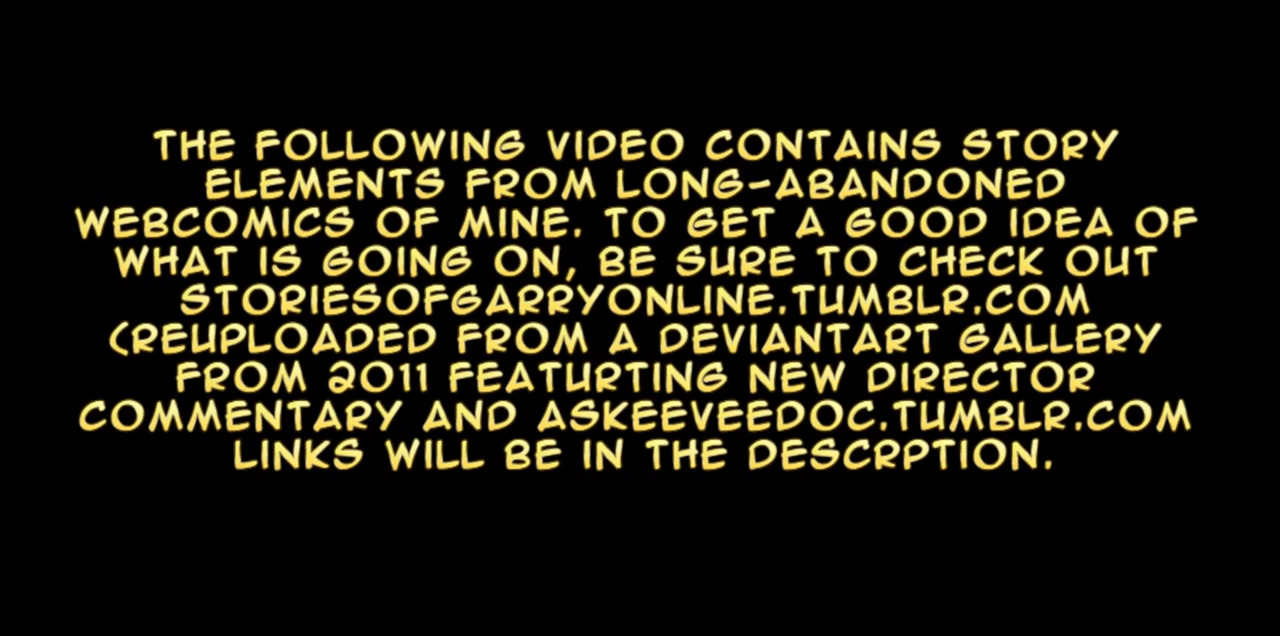 THE FOLLOWING VIDEO CONTAINS STORY
ELEMENTS FROM LONG-ABANDONED
WEBCOMICS OF MINE. TO GET A GOOD IDEA OF
WHAT IS GOING ON, BE SURE TO CHECK OUT
STORIESOFGARRYONLINE.TUMBLR.COM
(REUPLOADED FROM A DEVIANTART GALLERY
FROM 2011 FEATURTING NEW DIRECTOR
COMMENTARY AND ASKEEVEEDOC.TUMBLR.COM
LINKS WILL BE IN THE DESCRPTION.